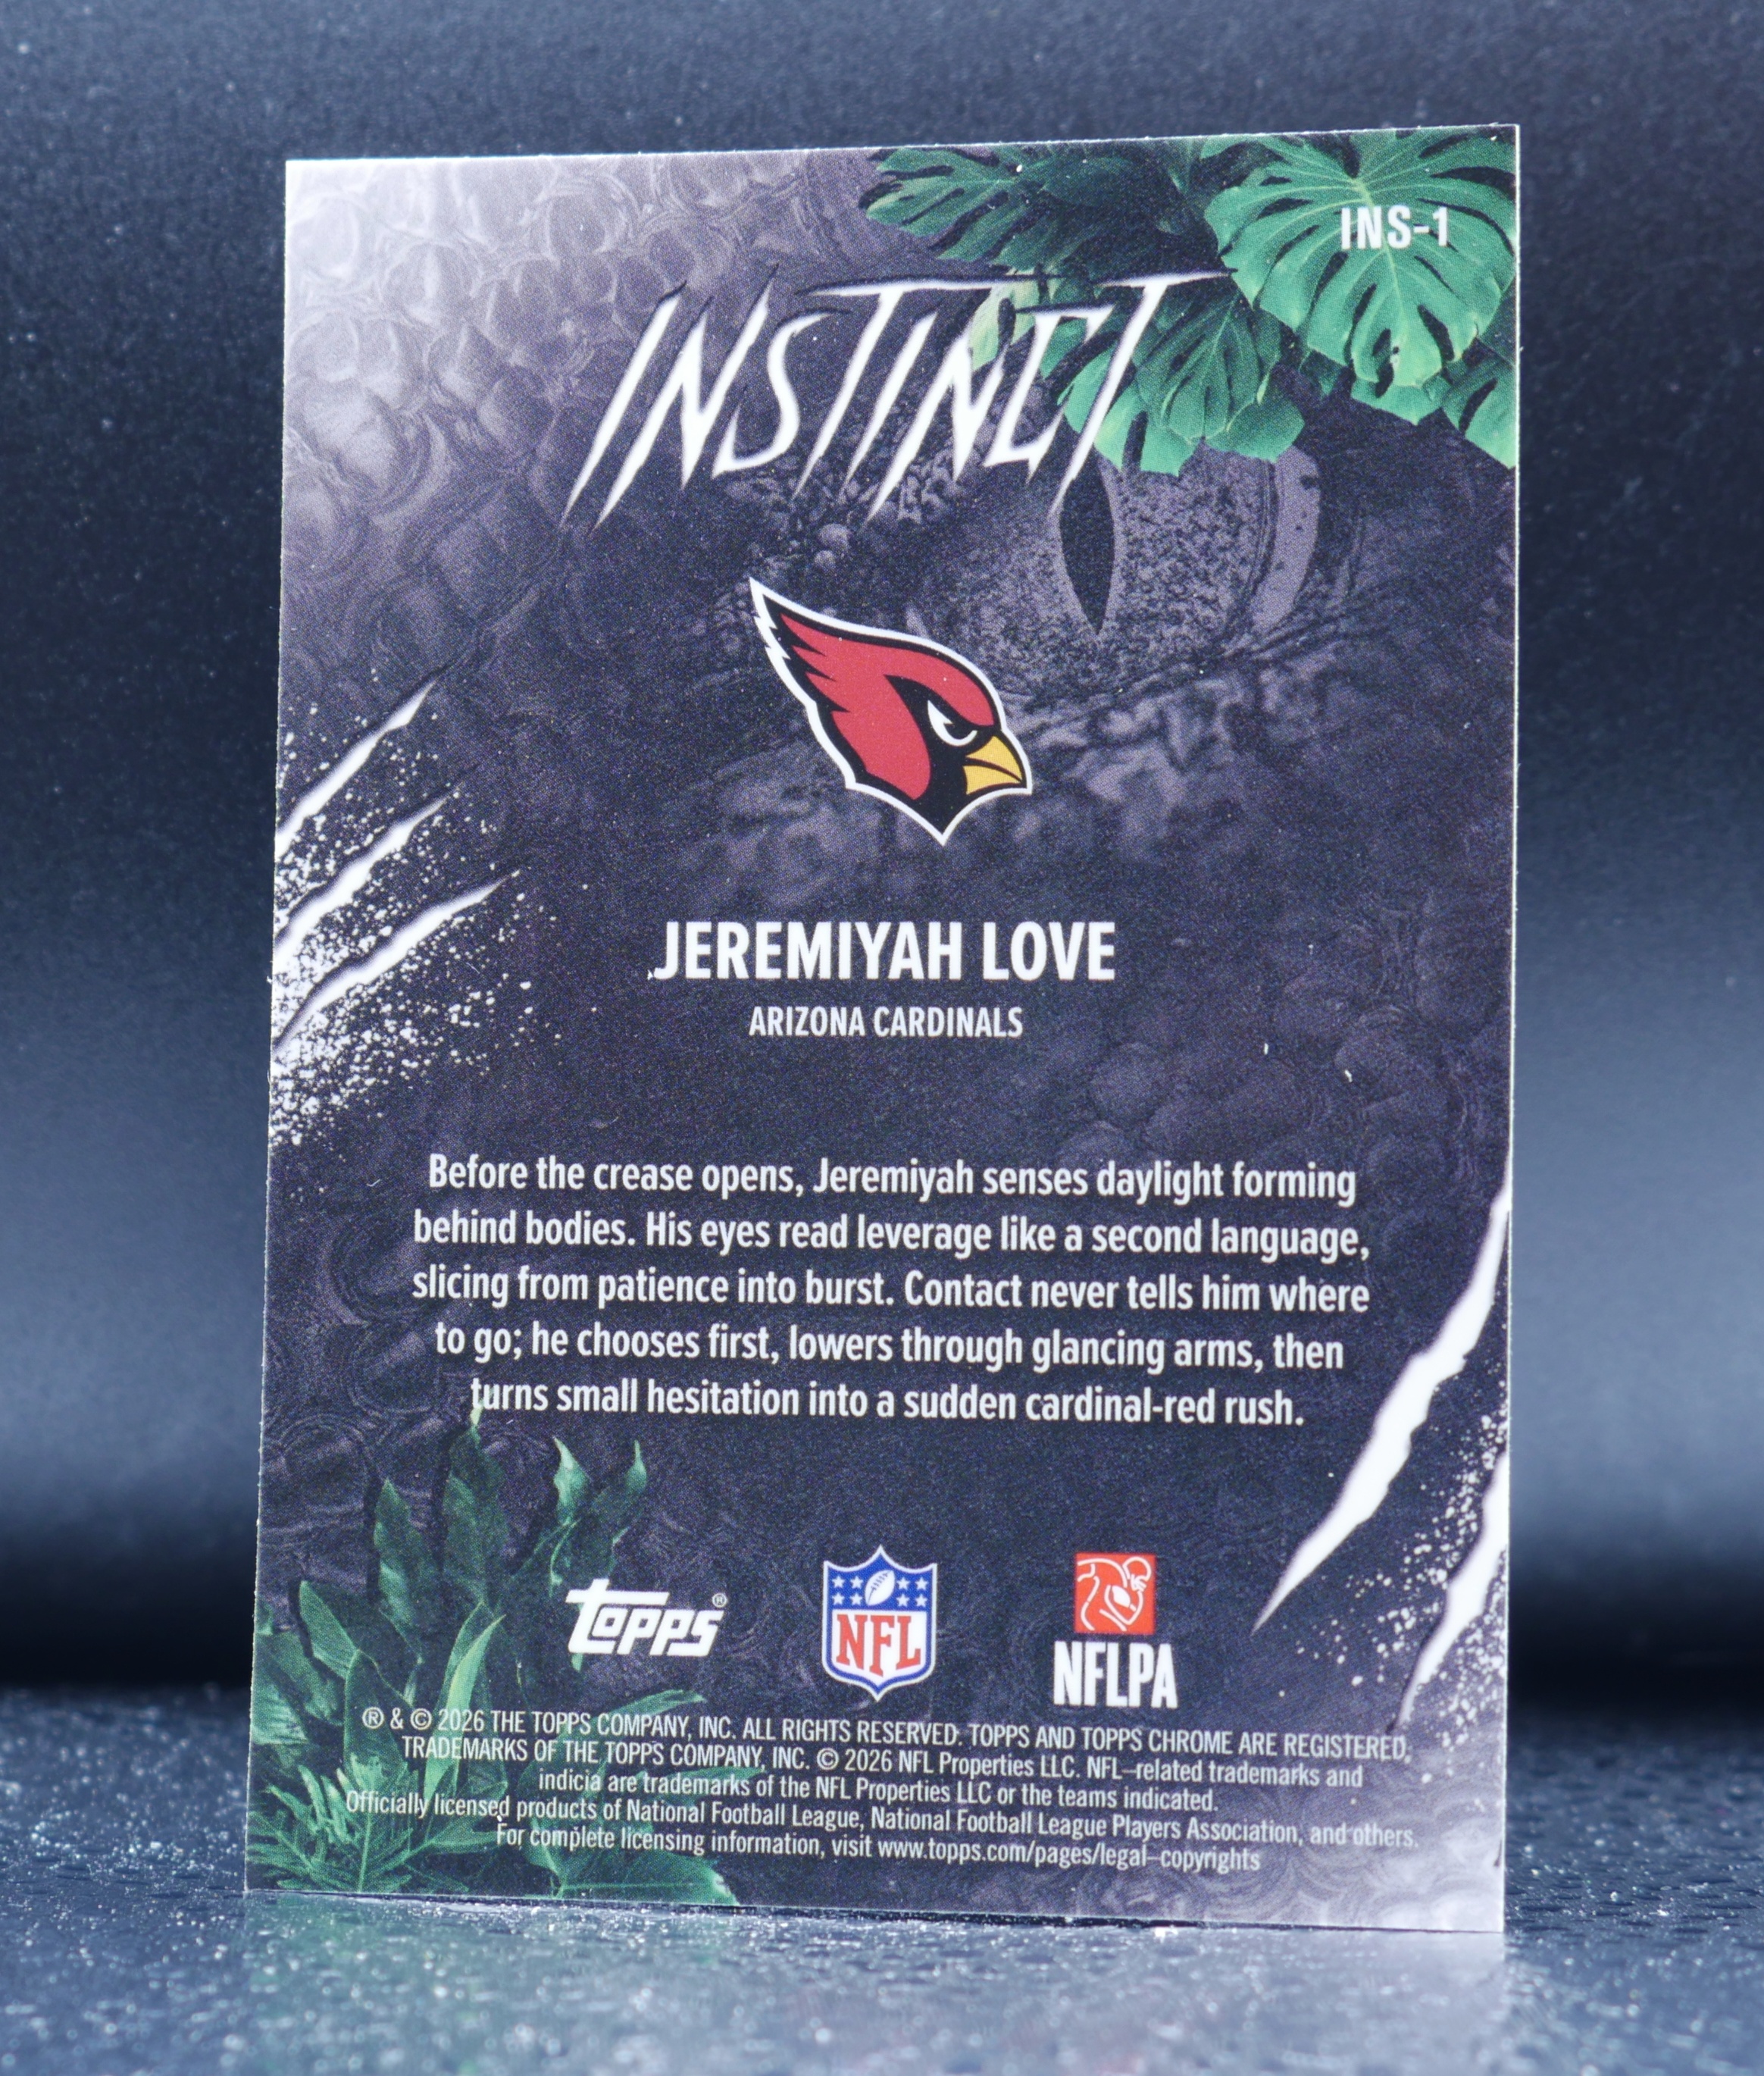 INS-1
INSTINCT
JEREMIYAH LOVE
ARIZONA CARDINALS
Before the crease opens, Jeremiyah senses daylight forming
behind bodies. His eyes read leverage like a second language,
slicing from patience into burst. Contact never tells him where
to go; he chooses first, lowers through glancing arms, then
turns small hesitation into a sudden cardinal-red rush.
topps®
NFL
NFLPA
® & © 2026 THE TOPPS COMPANY, INC. ALL RIGHTS RESERVED. TOPPS AND TOPPS CHROME ARE REGISTERED.
TRADEMARKS OF THE TOPPS COMPANY, INC. © 2026 NFL Properties LLC. NFL-related trademarks and
indicia are trademarks of the NFL Properties LLC or the teams indicated.
Officially licensed products of National Football League, National Football League Players Association, and others.
For complete licensing information, visit www.topps.com/pages/legal-copyrights